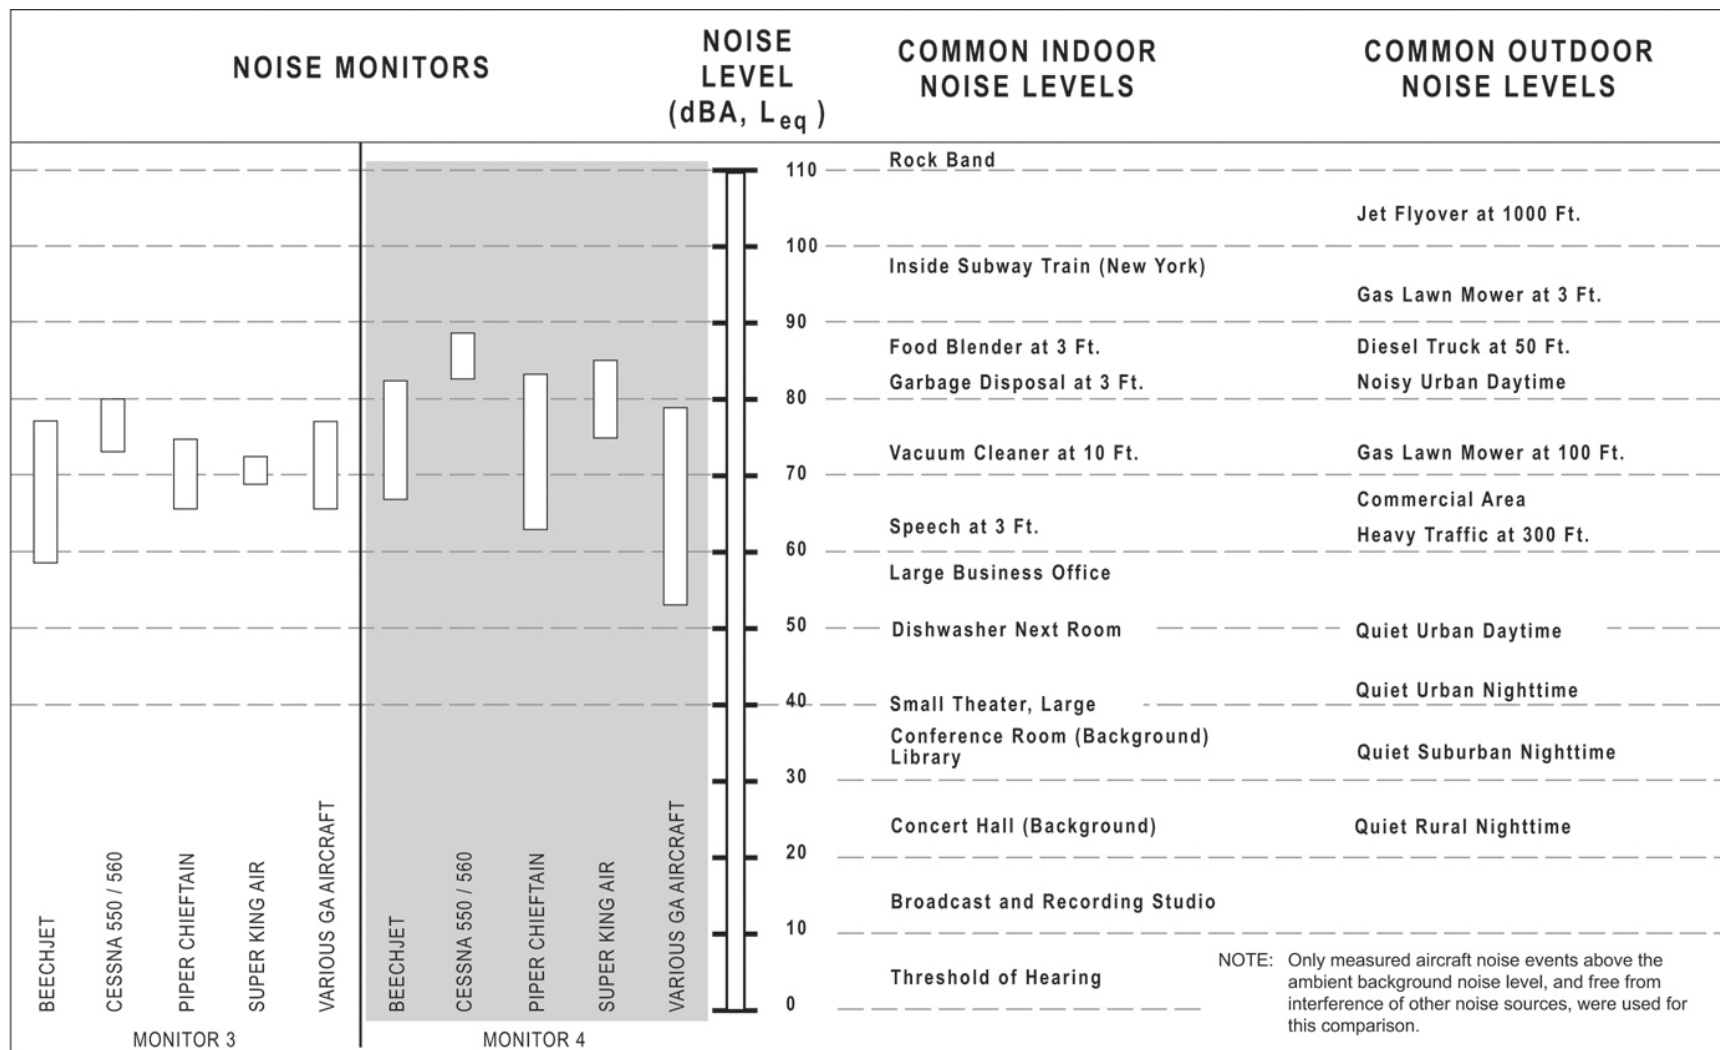 NOISE MONITORS
NOISE
LEVEL
(dBA, Leq )
COMMON INDOOR
NOISE LEVELS
COMMON OUTDOOR
NOISE LEVELS
110
100
90
80
70
60
50
40
30
20
10
0
Rock Band
Inside Subway Train (New York)
Food Blender at 3 Ft.
Garbage Disposal at 3 Ft.
Vacuum Cleaner at 10 Ft.
Speech at 3 Ft.
Large Business Office
Dishwasher Next Room
Small Theater, Large
Conference Room (Background)
Library
Concert Hall (Background)
Broadcast and Recording Studio
Threshold of Hearing
Jet Flyover at 1000 Ft.
Gas Lawn Mower at 3 Ft.
Diesel Truck at 50 Ft.
Noisy Urban Daytime
Gas Lawn Mower at 100 Ft.
Commercial Area
Heavy Traffic at 300 Ft.
Quiet Urban Daytime
Quiet Urban Nighttime
Quiet Suburban Nighttime
Quiet Rural Nighttime
BEECHJET
CESSNA 550 / 560
PIPER CHIEFTAIN
SUPER KING AIR
VARIOUS GA AIRCRAFT
BEECHJET
CESSNA 550 / 560
PIPER CHIEFTAIN
SUPER KING AIR
VARIOUS GA AIRCRAFT
MONITOR 3
MONITOR 4
NOTE: Only measured aircraft noise events above the
ambient background noise level, and free from
interference of other noise sources, were used for
this comparison.